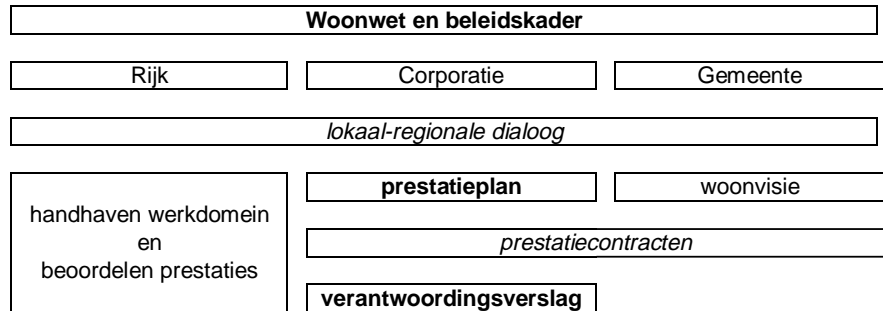 Woonwet en beleidskader
Rijk
Corporatie
Gemeente
lokaal-regionale dialoog
handhaven werkdomein
en
beoordelen prestaties
prestatieplan
woonvisie
prestatiecontracten
verantwoordingsverslag